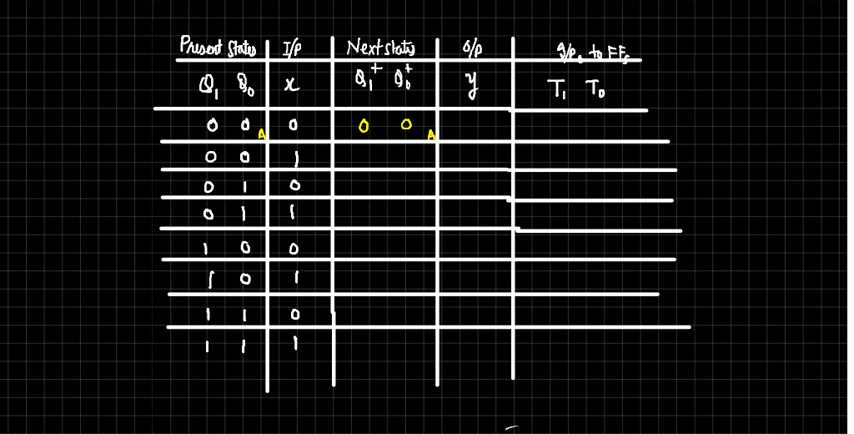 Present States I/P Next state O/P I/Ps to FFs
Q1 Q0 x Q1+ Q0+ y T1 T0
0 0 A 0 0 0 A
0 0 1
0 1 0
0 1 1
1 0 0
1 0 1
1 1 0
1 1 1